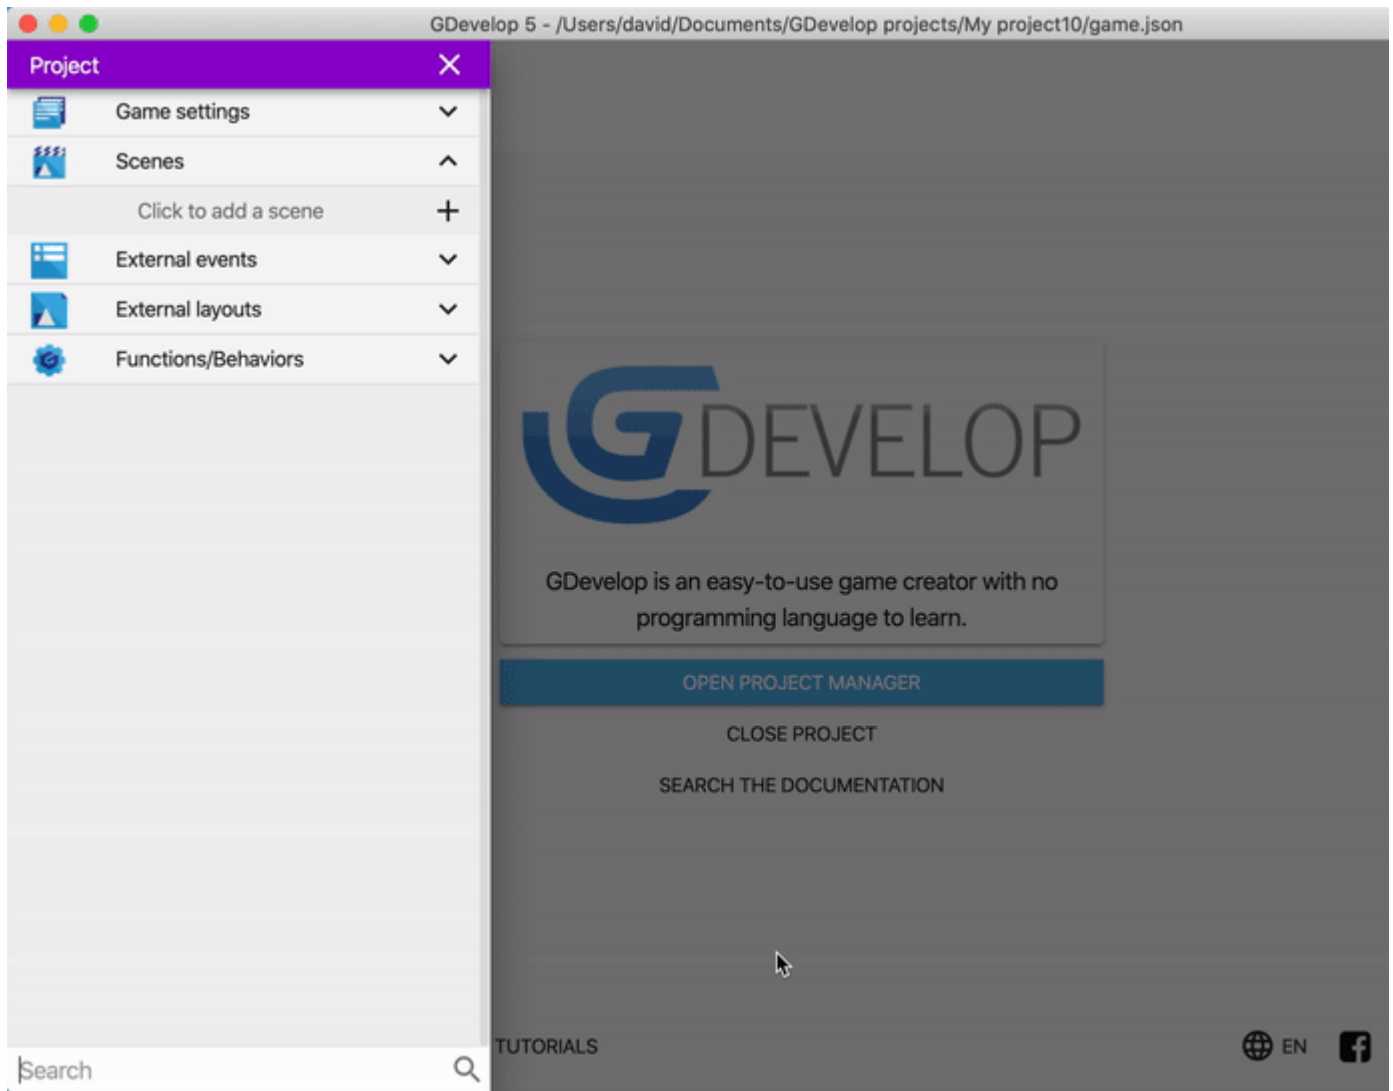 GDevelop 5 - /Users/david/Documents/GDevelop projects/My project10/game.json
Project
Game settings
Scenes
Click to add a scene
External events
External layouts
Functions/Behaviors
Search
GDEVELOP
GDevelop is an easy-to-use game creator with no
programming language to learn.
OPEN PROJECT MANAGER
CLOSE PROJECT
SEARCH THE DOCUMENTATION
TUTORIALS
EN